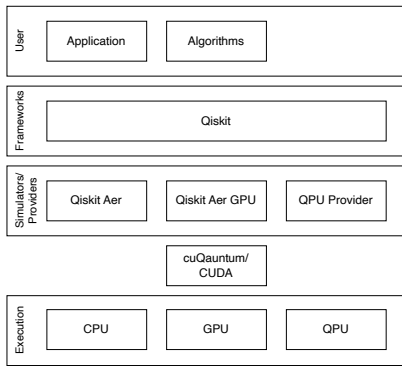 User
Application
Algorithms
Frameworks
Qiskit
Simulators/
Providers
Qiskit Aer
Qiskit Aer GPU
QPU Provider
cuQauntum/
CUDA
Execution
CPU
GPU
QPU